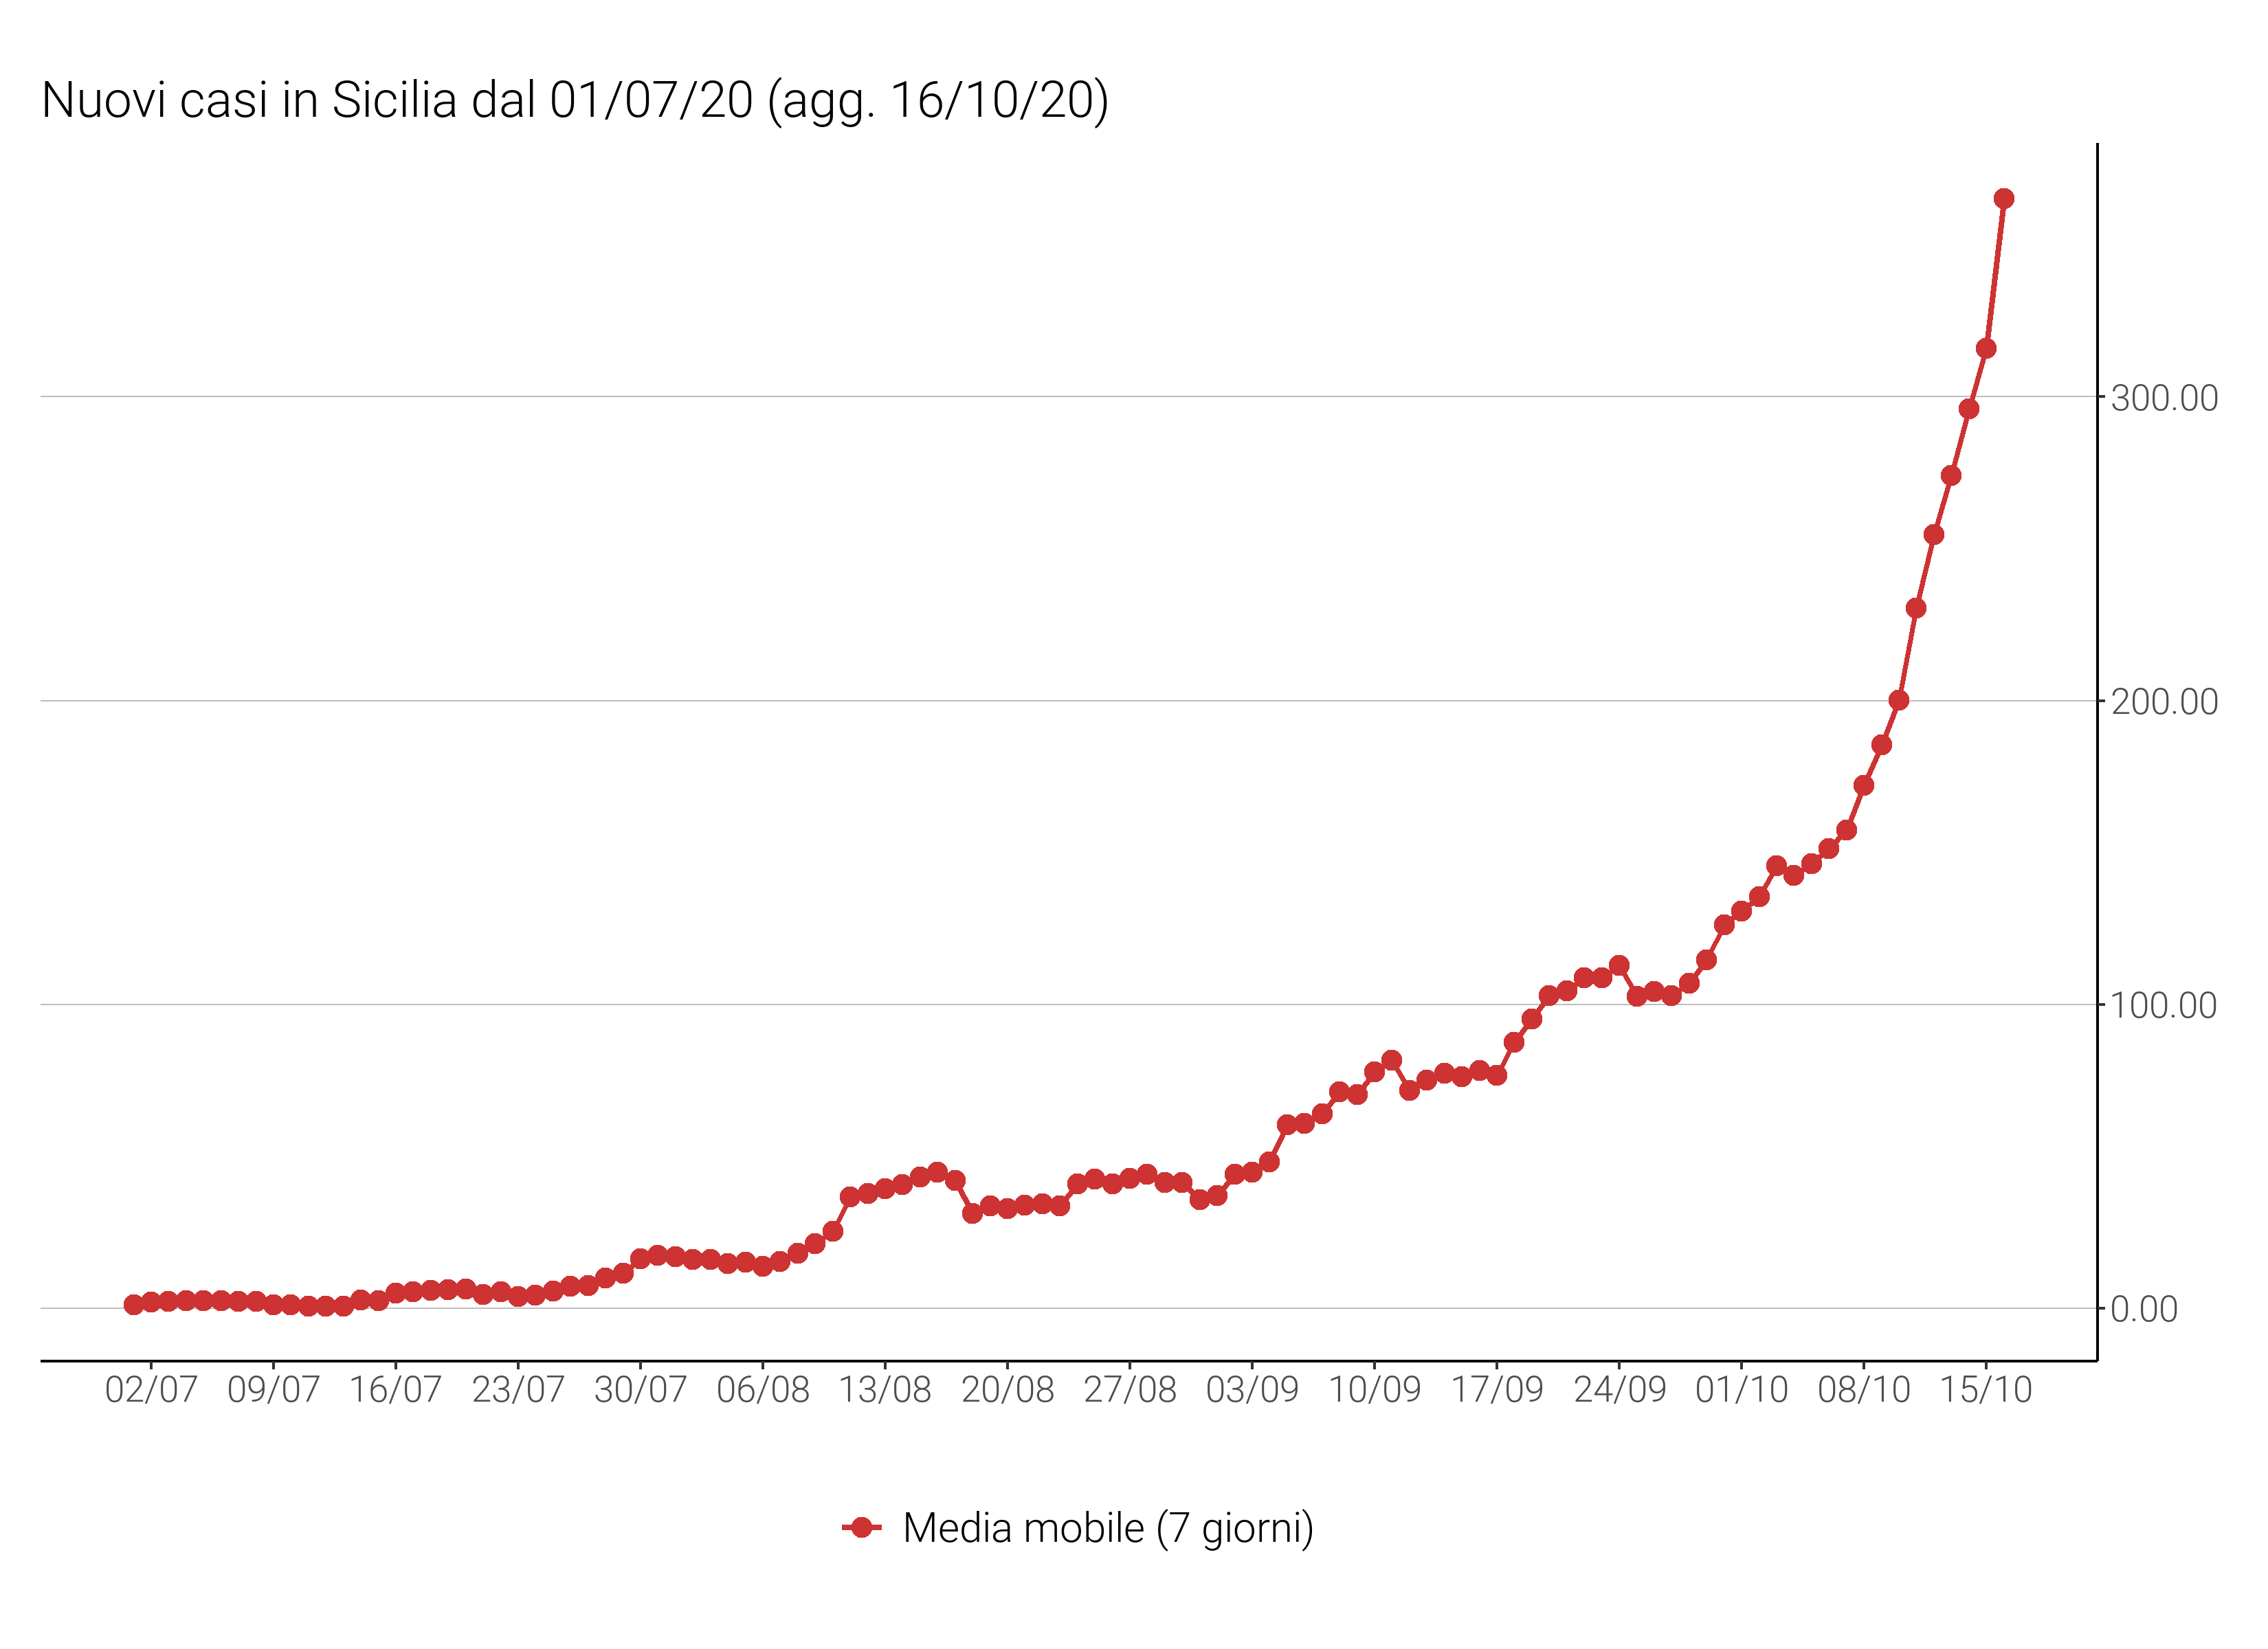 Nuovi casi in Sicilia dal 01/07/20 (agg. 16/10/20)
300.00
200.00
100.00
0.00
02/07 09/07 16/07 23/07 30/07 06/08 13/08 20/08 27/08 03/09 10/09 17/09 24/09 01/10 08/10 15/10
Media mobile (7 giorni)